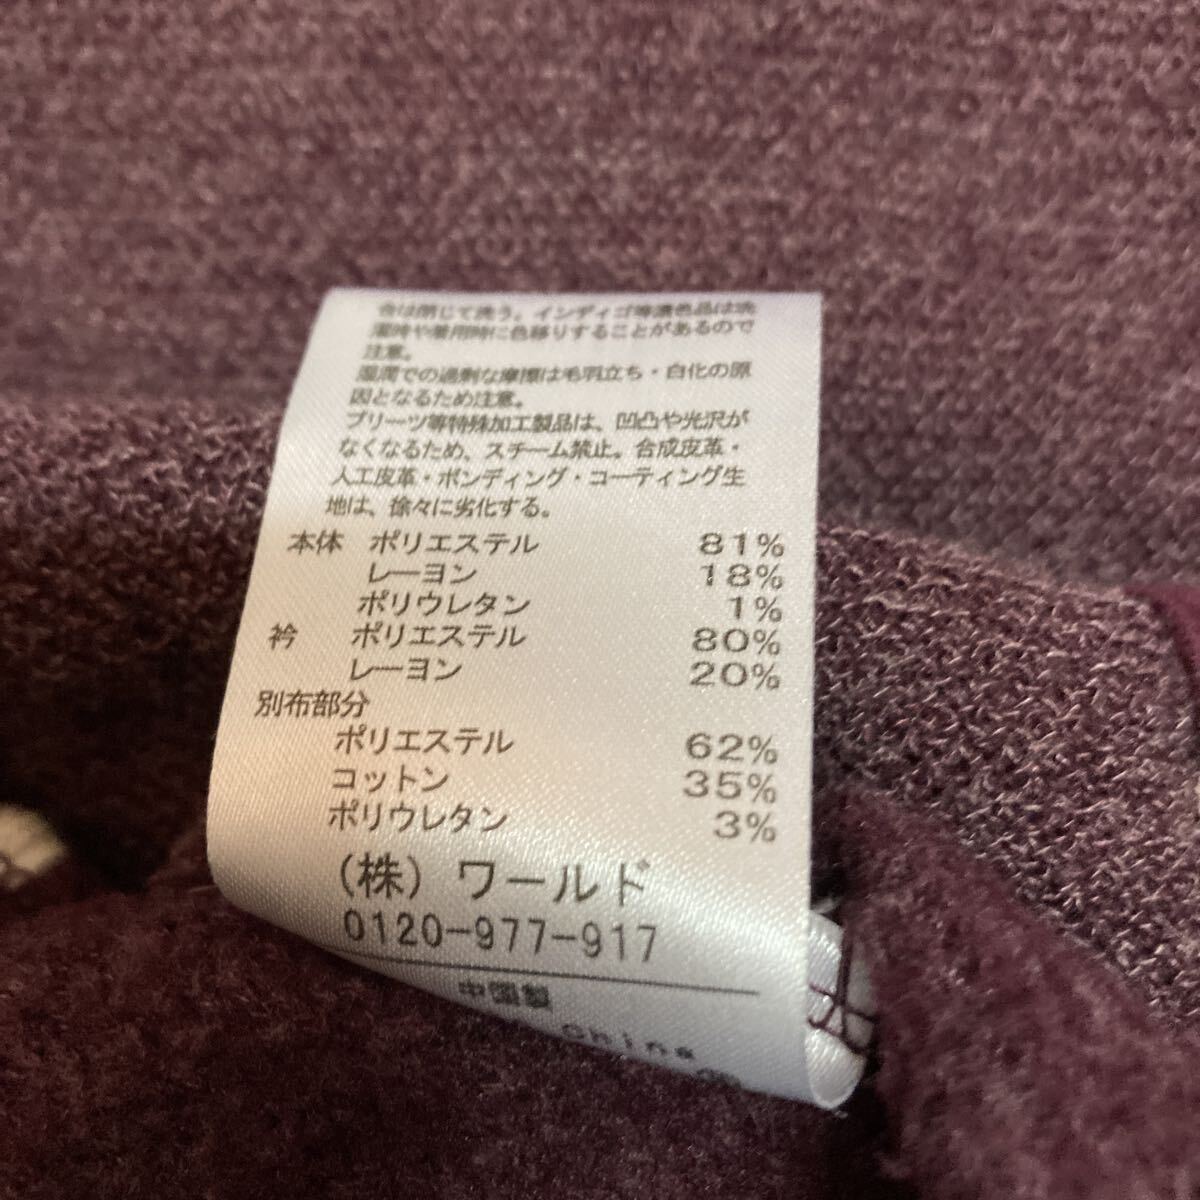 合は閉じて洗う。インディゴ等濃色品は洗
濯時や着用時に色移りすることがあるので
注意。
湿潤での過剰な摩擦は毛羽立ち・白化の原
因となるため注意。
プリーツ等特殊加工製品は、凹凸や光沢が
なくなるため、スチーム禁止。合成皮革・
人工皮革・ボンディング・コーティング生
地は、徐々に劣化する。
本体 ポリエステル 81%
レーヨン 18%
ポリウレタン 1%
衿 ポリエステル 80%
レーヨン 20%
別布部分
ポリエステル 62%
コットン 35%
ポリウレタン 3%
(株) ワールド
0120-977-917
中国製
China